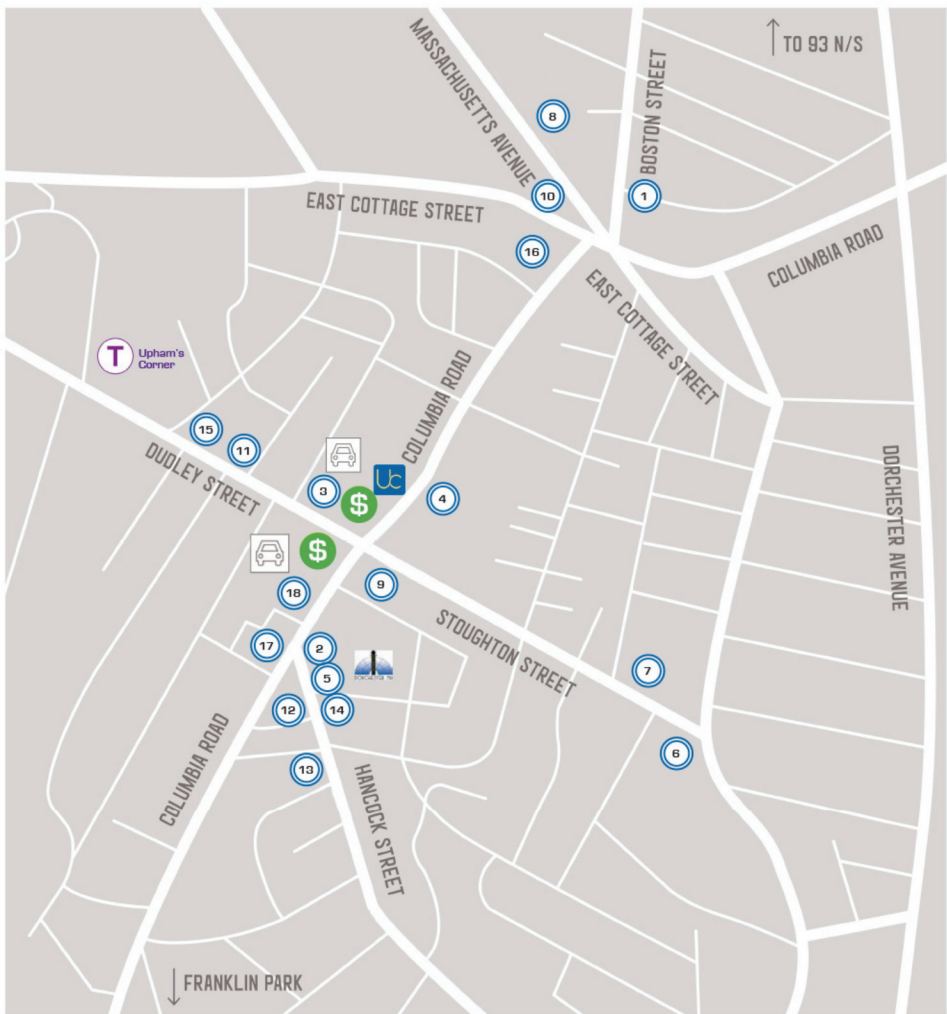 TO 93 N/S
MASSACHUSETTS AVENUE
BOSTON STREET
8
10
1
EAST COTTAGE STREET
16
COLUMBIA ROAD
EAST COTTAGE STREET
T
Upham's
Corner
COLUMBIA ROAD
15
11
DUDLEY STREET
3
$
Uc
4
DORCHESTER AVENUE
$
18
9
STOUGHTON STREET
17
2
5
7
12
14
6
13
COLUMBIA ROAD
HANCOCK STREET
FRANKLIN PARK